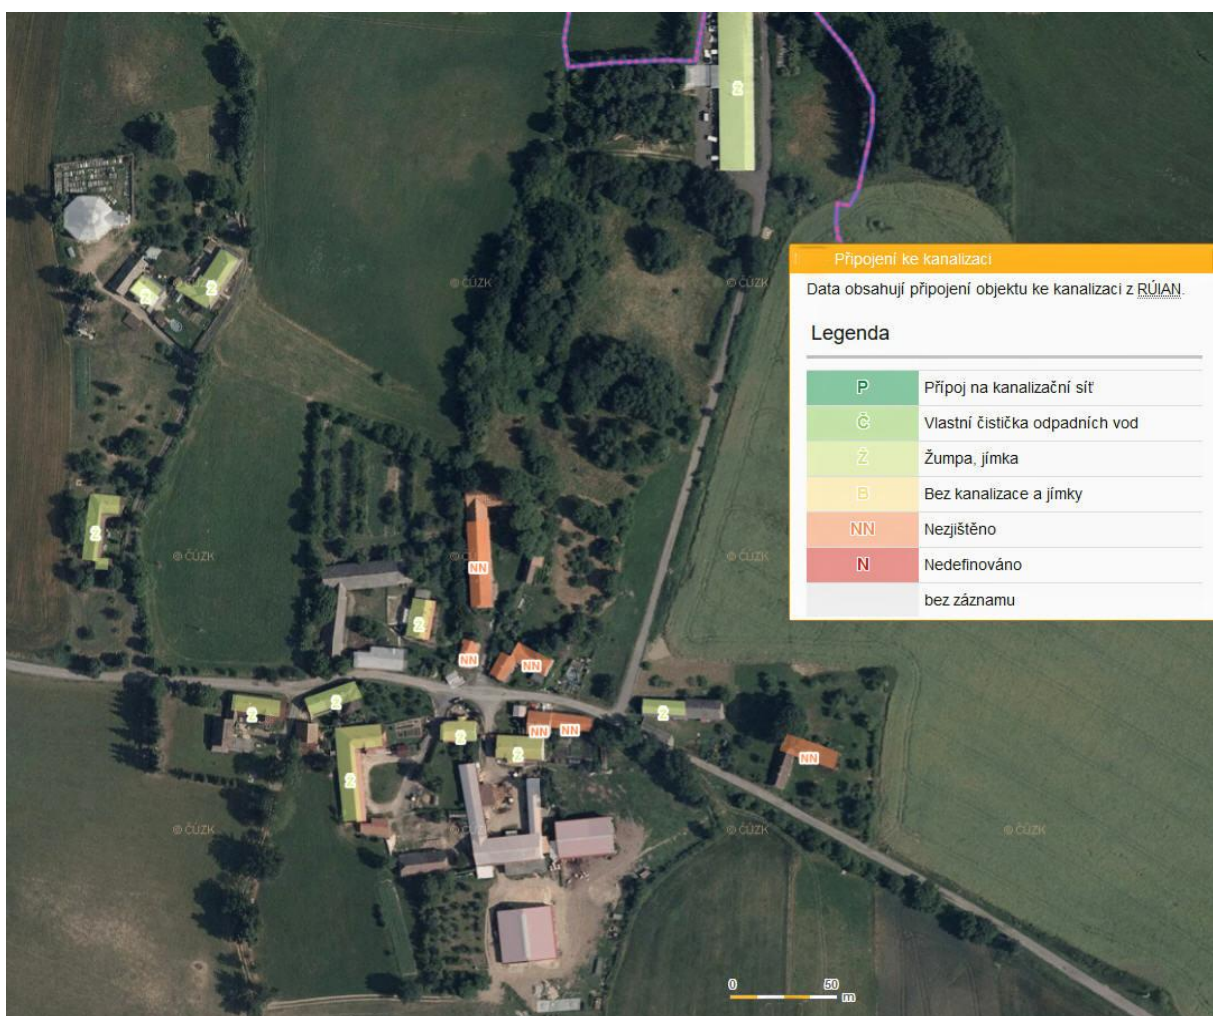 Ž
Připojení ke kanalizaci
© ČÚZK
© ČÚZK
© ČÚZK
Ž
Ž
Data obsahují připojení objektu ke kanalizaci z RÚIAN.
Legenda
P Přípoj na kanalizační síť
Č Vlastní čistička odpadních vod
Ž Žumpa, jímka
B Bez kanalizace a jímky
NN Nezjištěno
N Nedefinováno
bez záznamu
Ž
© ČÚZK
© ČÚZK
© ČÚZK
NN
Ž
NN
NN
Ž
Ž
Ž
Ž
NN
NN
Ž
Ž
NN
Ž
© ČÚZK
© ČÚZK
© ČÚZK
© ČÚZK
0 50
m